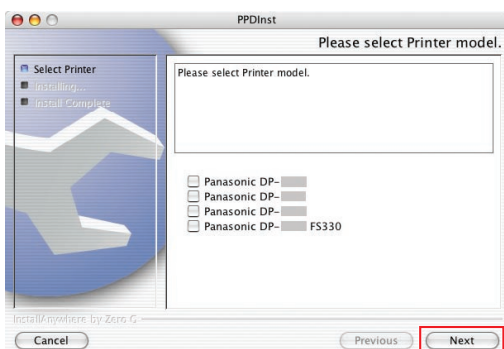 PPDInst
Please select Printer model.
Select Printer
Installing...
Install Complete
Please select Printer model.
Panasonic DP-
Panasonic DP-
Panasonic DP-
Panasonic DP- FS330
InstallAnywhere by Zero G
Cancel
Previous
Next